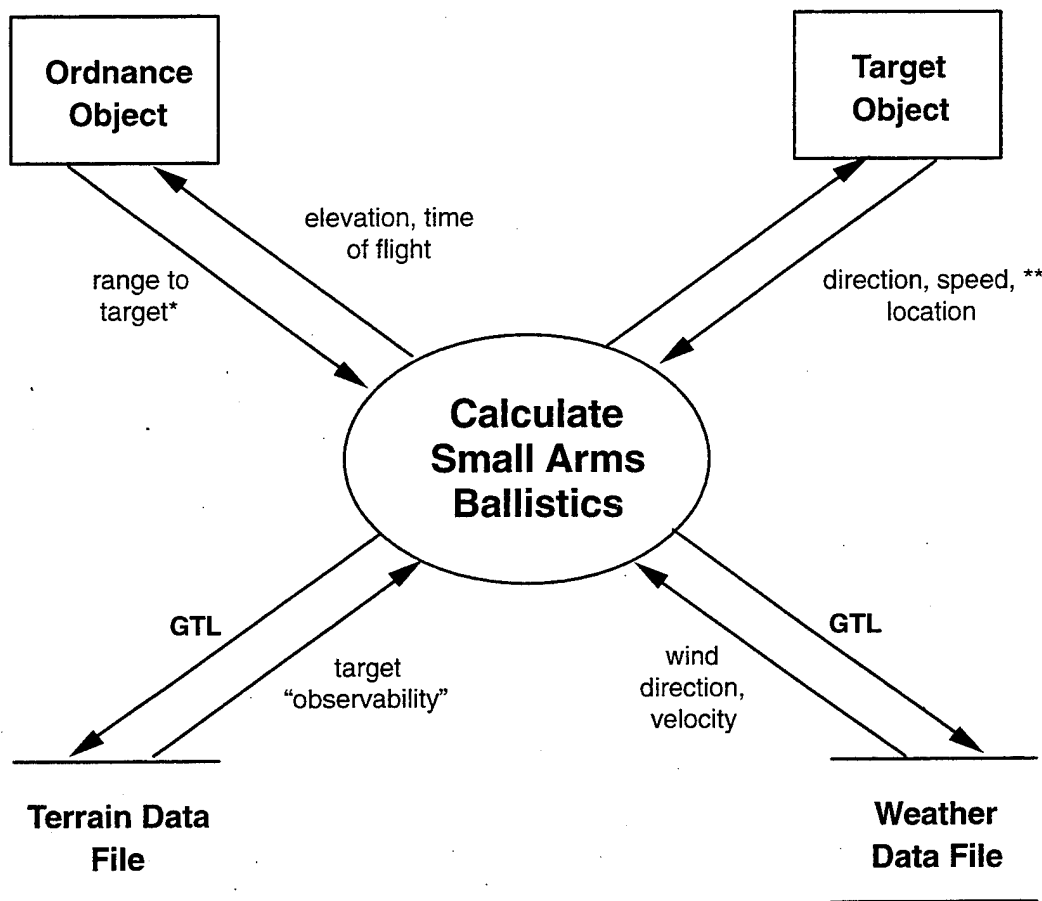 Ordnance
Object
Target
Object
elevation, time
of flight
range to
target*
direction, speed, **
location
Calculate
Small Arms
Ballistics
GTL
target
“observability”
wind
direction,
velocity
GTL
Terrain Data
File
Weather
Data File